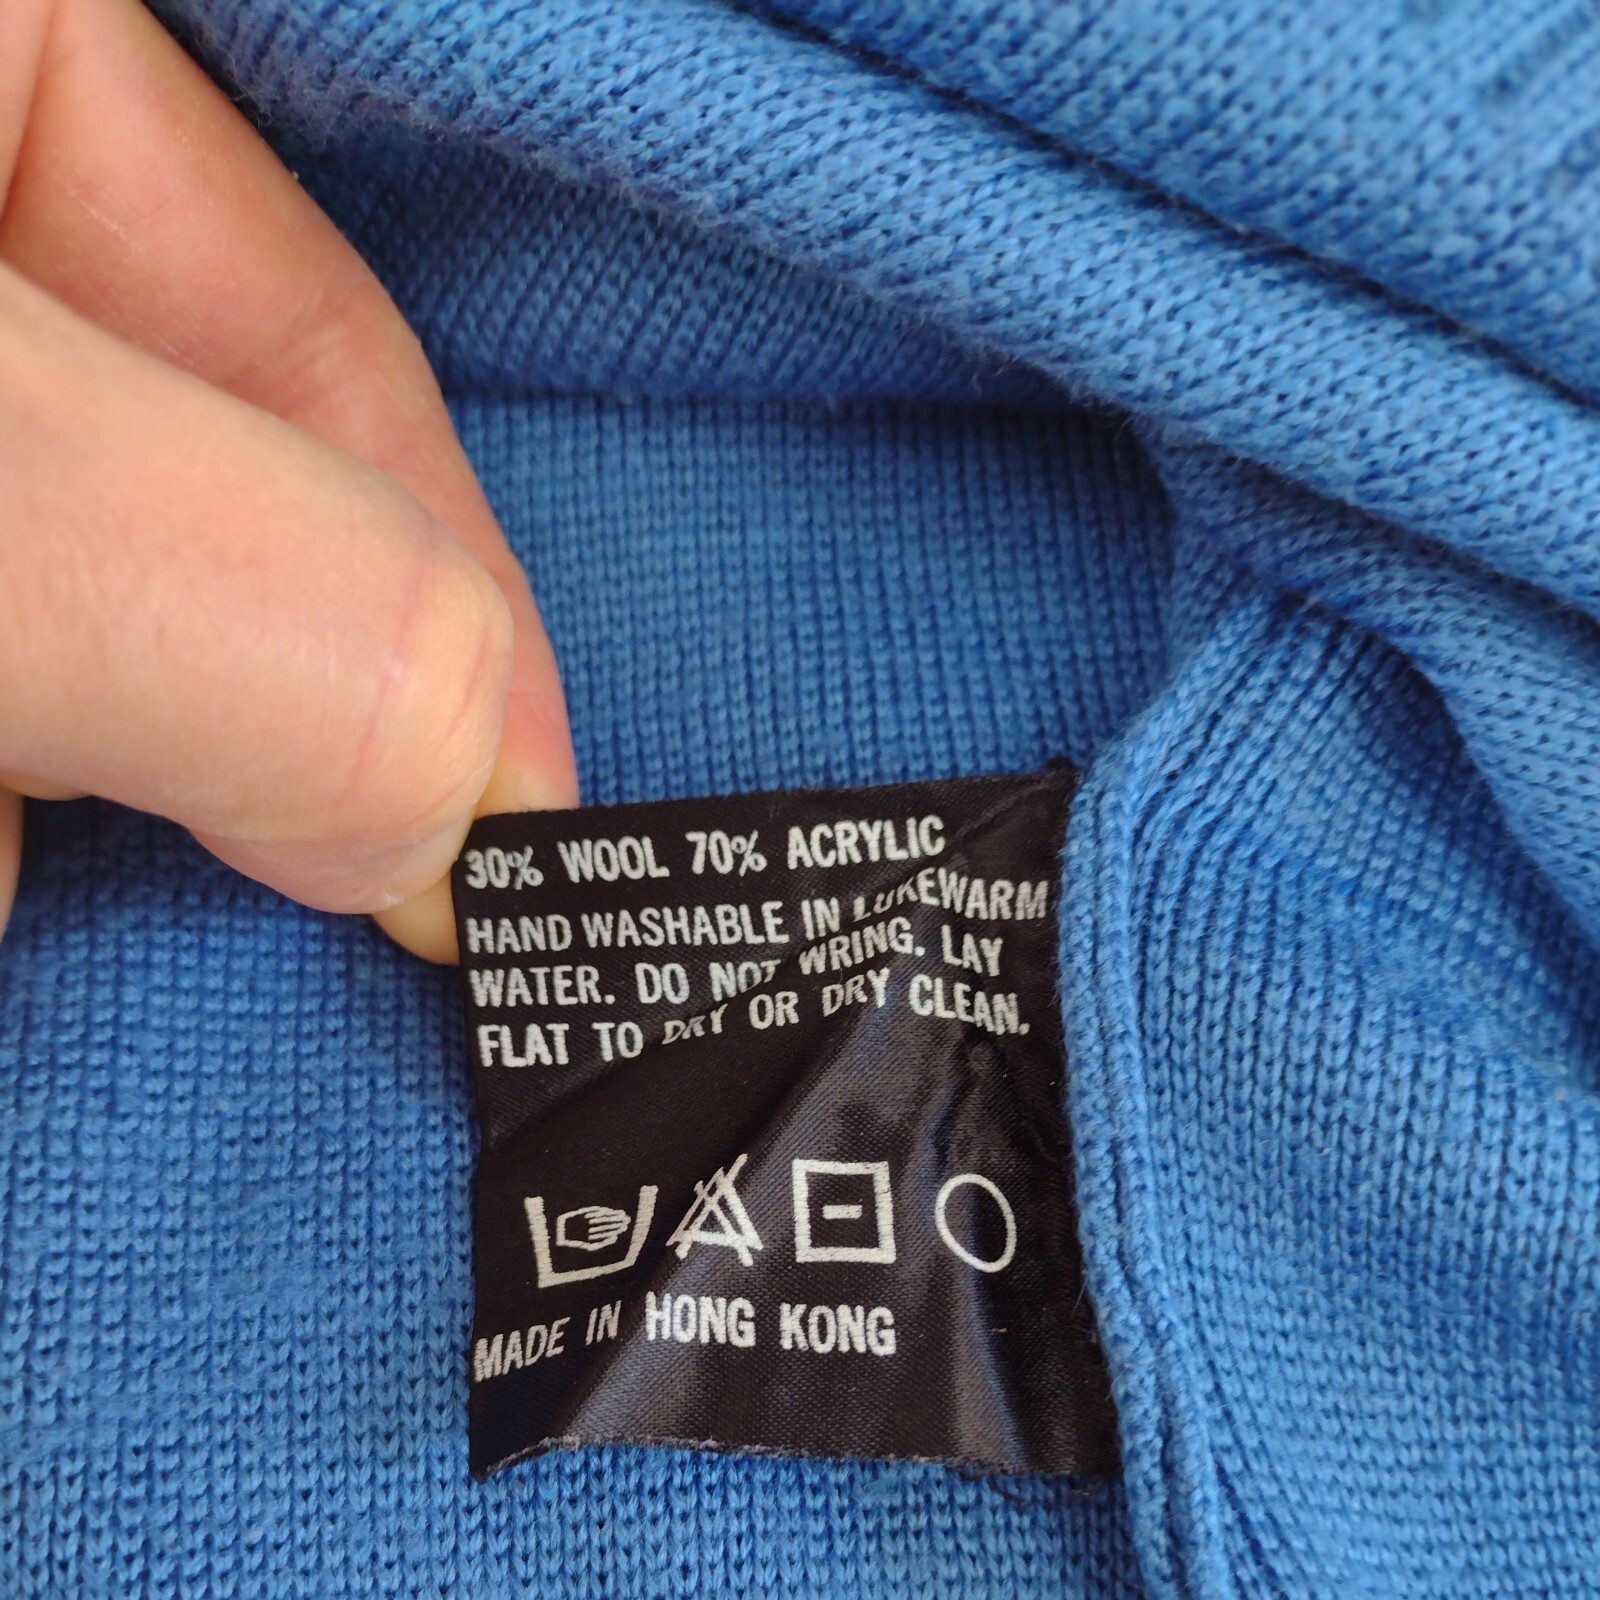 30% WOOL 70% ACRYLIC
HAND WASHABLE IN LUKEWARM
WATER. DO NOT WRING. LAY
FLAT TO DRY OR DRY CLEAN.
MADE IN HONG KONG